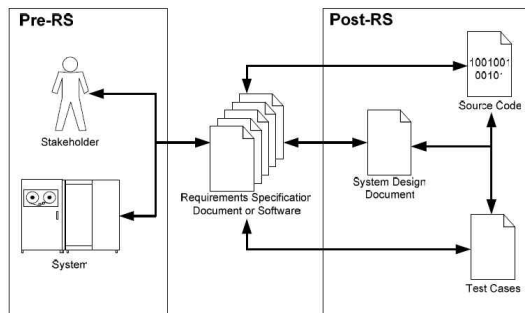 Pre-RS
Post-RS
Stakeholder
System
Requirements Specification
Document or Software
System Design
Document
1001001
00101
Source Code
Test Cases